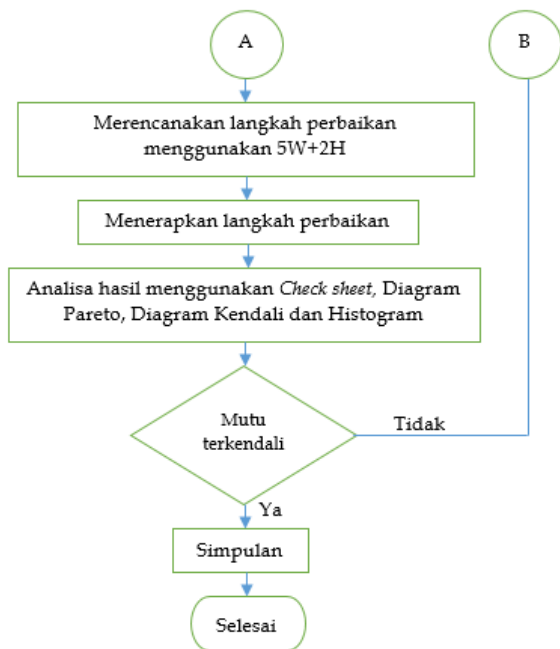 A
B
Merencanakan langkah perbaikan
menggunakan 5W+2H
Menerapkan langkah perbaikan
Analisa hasil menggunakan Check sheet, Diagram
Pareto, Diagram Kendali dan Histogram
Mutu
terkendali
Tidak
Ya
Simpulan
Selesai